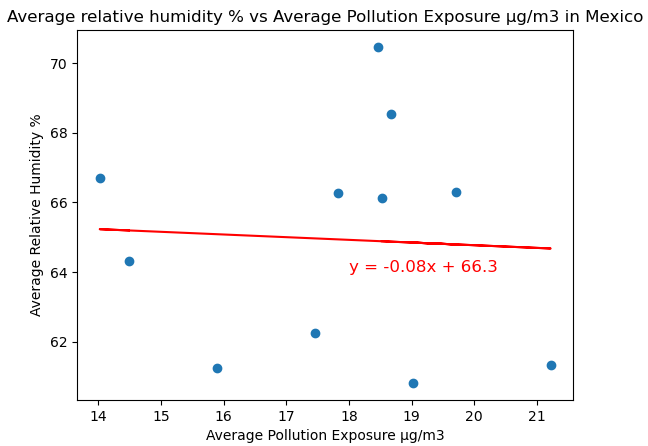 Average relative humidity % vs Average Pollution Exposure µg/m3 in Mexico
Average Relative Humidity %
70
68
66
64
62
y = -0.08x + 66.3
14 15 16 17 18 19 20 21
Average Pollution Exposure µg/m3